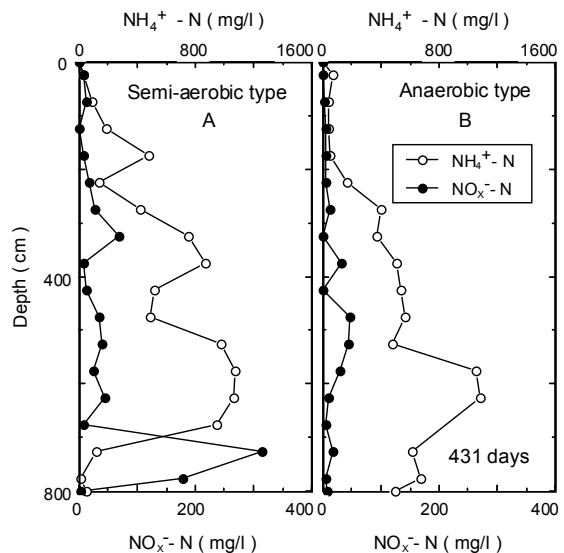 NH₄⁺ - N ( mg/l ) NH₄⁺ - N ( mg/l )
0 800 1600 0 800 1600
0
Semi-aerobic type Anaerobic type
A B
NH₄⁺- N
NOₓ⁻- N
400
Depth ( cm )
431 days
800
0 200 400 0 200 400
NOₓ⁻- N ( mg/l ) NOₓ⁻- N ( mg/l )